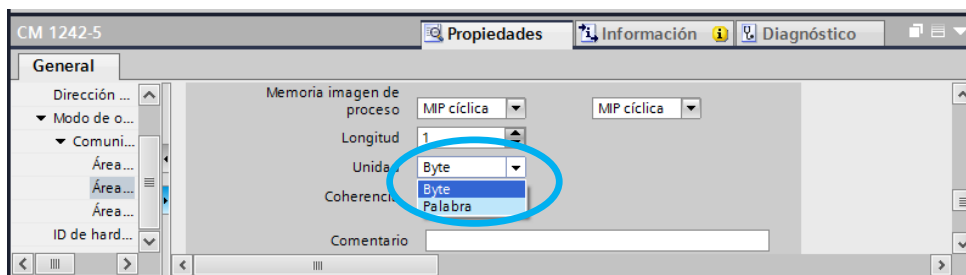 CM 1242-5
Propiedades
Información
Diagnóstico
General
Dirección ...
Modo de o...
Comuni...
Área...
Área...
Área...
ID de hard...
Memoria imagen de
proceso
MIP cíclica
MIP cíclica
Longitud
1
Unidad
Byte
Byte
Palabra
Coherencia
Comentario